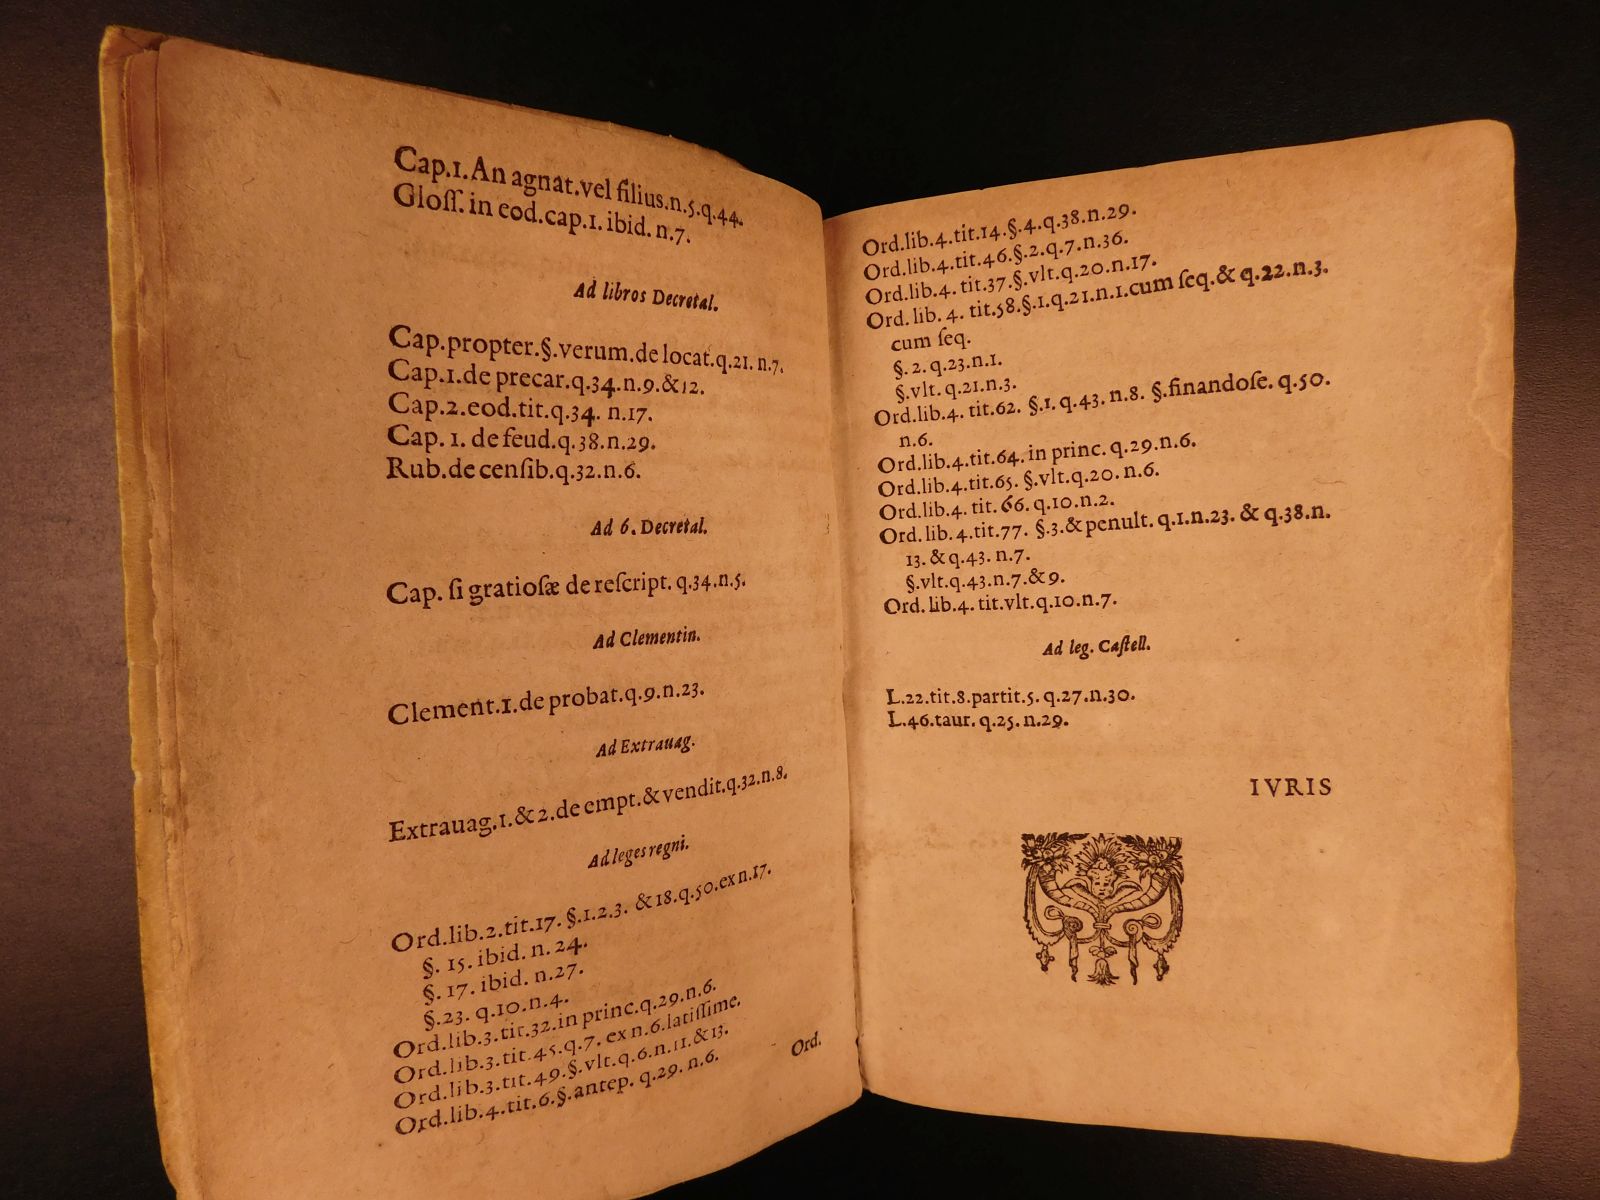 Cap.1.An agnat.vel filius.n.5.q.44.
Gloſſ. in eod.cap.1. ibid. n.7.
Ad libros Decretal.
Cap.propter.§.verum.de locat.q.21. n.7.
Cap.1.de precar.q.34.n.9.&12.
Cap.2.eod.tit.q.34. n.17.
Cap. 1. de feud.q.38.n.29.
Rub.de cenſib.q.32.n.6.
Ad 6. Decretal.
Cap. ſi gratioſæ de reſcript. q.34.n.5.
Ad Clementin.
Clement.1.de probat.q.9.n.23.
Ad Extrauag.
Extrauag.1.&2.de empt.&vendit.q.32.n.8.
Ad leges regni.
Ord.lib.2.tit.17. §.1.2.3. &18.q.50.ex n.17.
§. 15. ibid. n. 24.
§. 17. ibid. n.27.
§.23. q.10.n.4.
Ord.lib.3.tit.32.in princ.q.29.n.6.
Ord.lib.3.tit.45.q.7. ex n.6.latiſſime.
Ord.lib.3.tit.49.§.vlt.q.6.n.11.&13.
Ord.lib.4.tit.6.§.antep. q.29. n.6.
Ord.
Ord.lib.4.tit.14.§.4.q.38.n.29.
Ord.lib.4.tit.46.§.2.q.7.n.36.
Ord.lib.4. tit.37.§.vlt.q.20.n.17.
Ord. lib. 4. tit.58.§.1.q.21.n.1.cum ſeq.& q.22.n.3.
cum ſeq.
§.2. q.23.n.1.
§.vlt. q.21.n.3.
Ord.lib.4. tit.62. §.1. q.43. n.8. §.finandoſe. q.50.
n.6.
Ord.lib.4.tit.64. in princ. q.29.n.6.
Ord.lib.4.tit.65. §.vlt.q.20. n.6.
Ord.lib.4. tit. 66. q.10.n.2.
Ord. lib.4.tit.77. §.3.& penult. q.1.n.23. & q.38.n.
13. & q.43. n.7.
§.vlt.q.43.n.7.&9.
Ord. lib.4. tit.vlt.q.10.n.7.
Ad leg. Caſtell.
L.22.tit.8.partit.5. q.27.n.30.
L.46.taur. q.25. n.29.
IVRIS